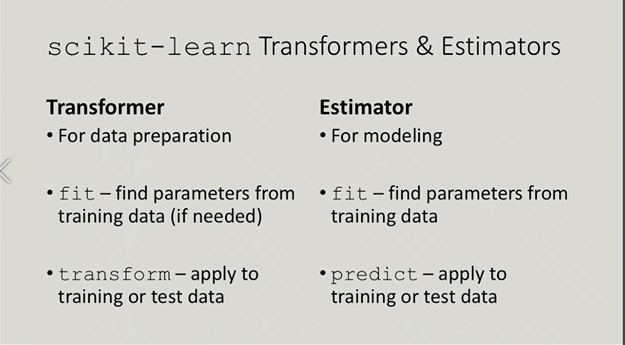 scikit-learn Transformers & Estimators
Transformer
• For data preparation
• fit – find parameters from
training data (if needed)
• transform – apply to
training or test data
Estimator
• For modeling
• fit – find parameters from
training data
• predict – apply to
training or test data